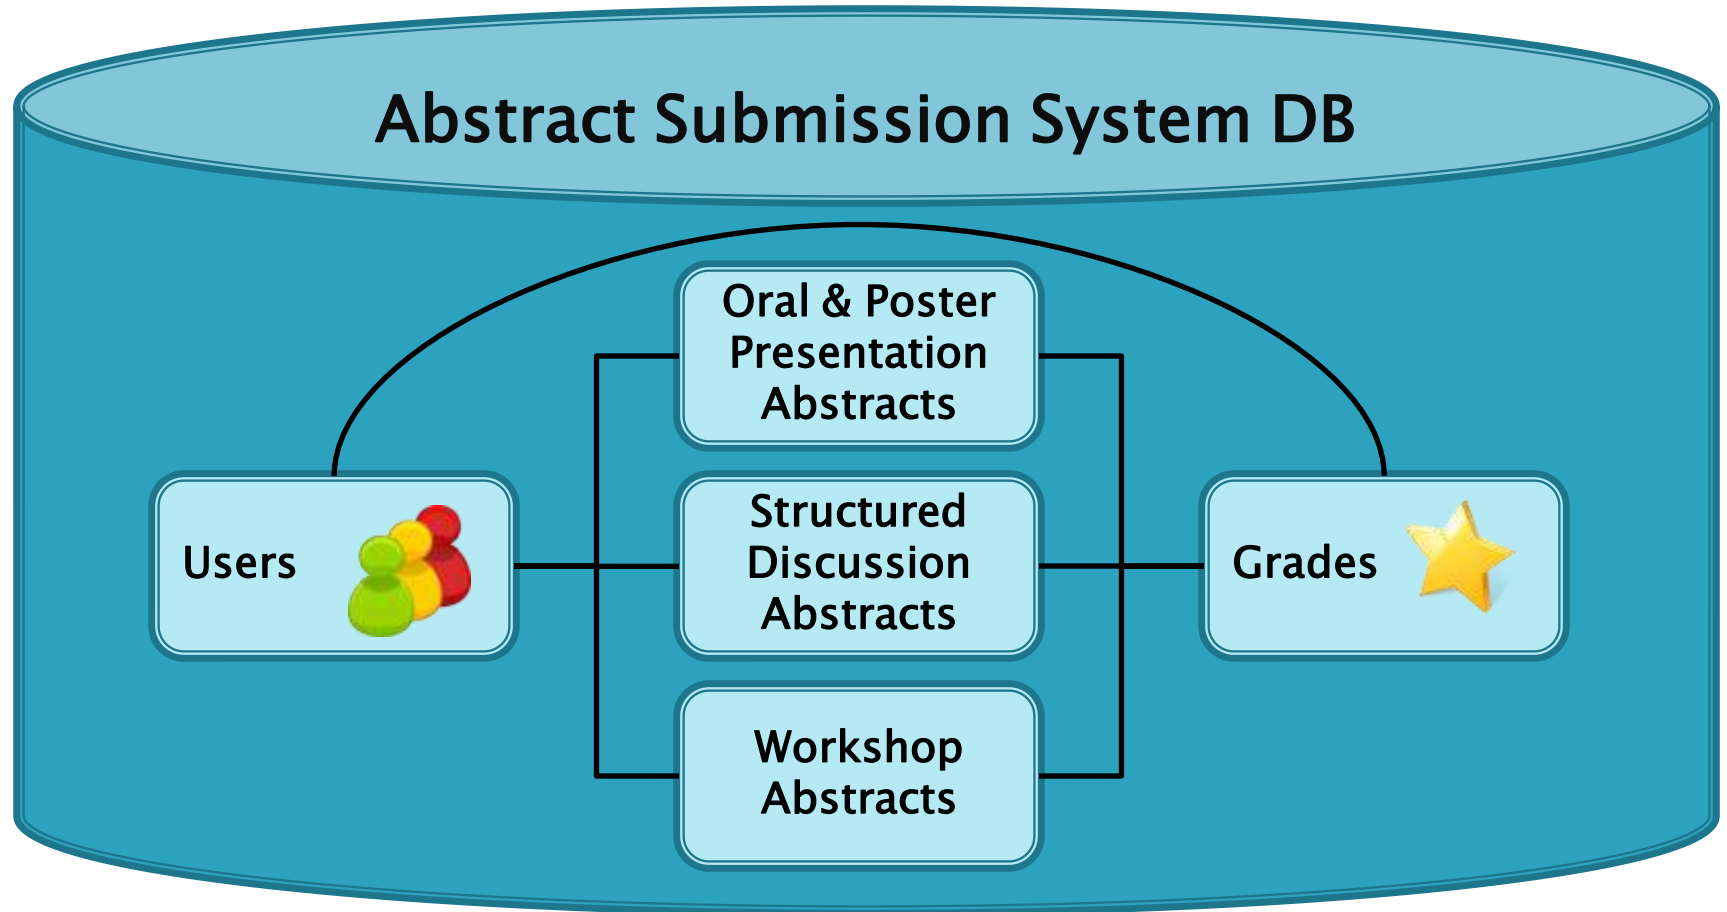 Abstract Submission System DB
Oral & Poster
Presentation
Abstracts
Users
Structured
Discussion
Abstracts
Grades
Workshop
Abstracts